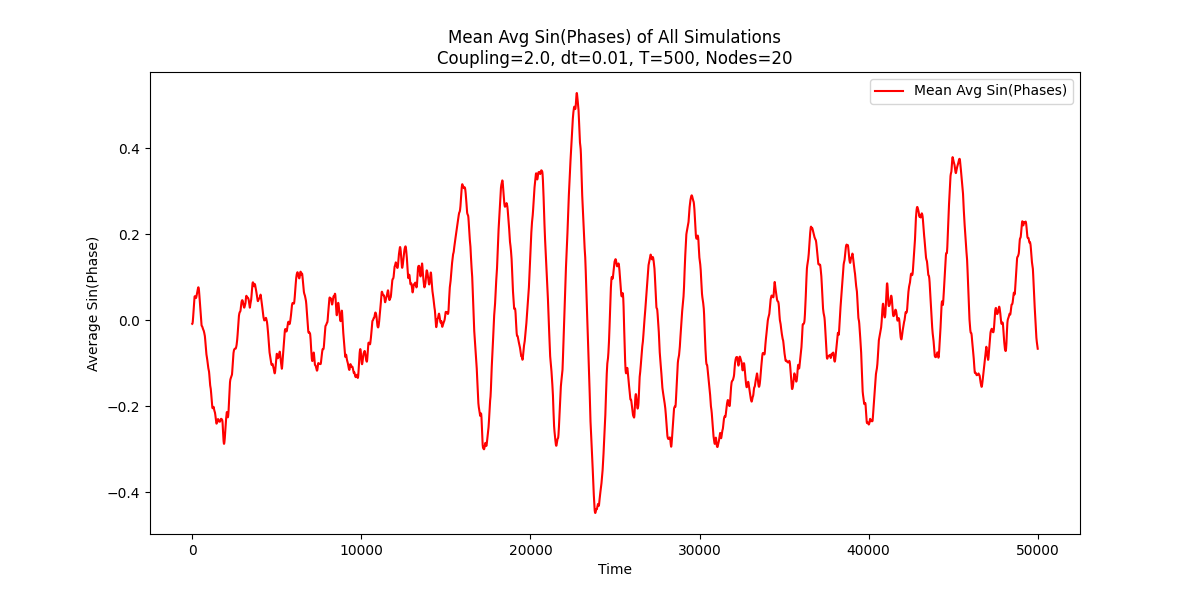 Mean Avg Sin(Phases) of All Simulations
Coupling=2.0, dt=0.01, T=500, Nodes=20
Mean Avg Sin(Phases)
Average Sin(Phase)
0.4
0.2
0.0
−0.2
−0.4
0 10000 20000 30000 40000 50000
Time